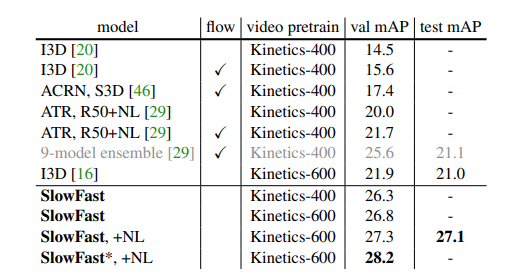 model flow video pretrain val mAP test mAP
I3D [20] Kinetics-400 14.5 -
I3D [20] ✓ Kinetics-400 15.6 -
ACRN, S3D [46] ✓ Kinetics-400 17.4 -
ATR, R50+NL [29] Kinetics-400 20.0 -
ATR, R50+NL [29] ✓ Kinetics-400 21.7 -
9-model ensemble [29] ✓ Kinetics-400 25.6 21.1
I3D [16] Kinetics-600 21.9 21.0
SlowFast Kinetics-400 26.3 -
SlowFast Kinetics-600 26.8 -
SlowFast, +NL Kinetics-600 27.3 27.1
SlowFast*, +NL Kinetics-600 28.2 -